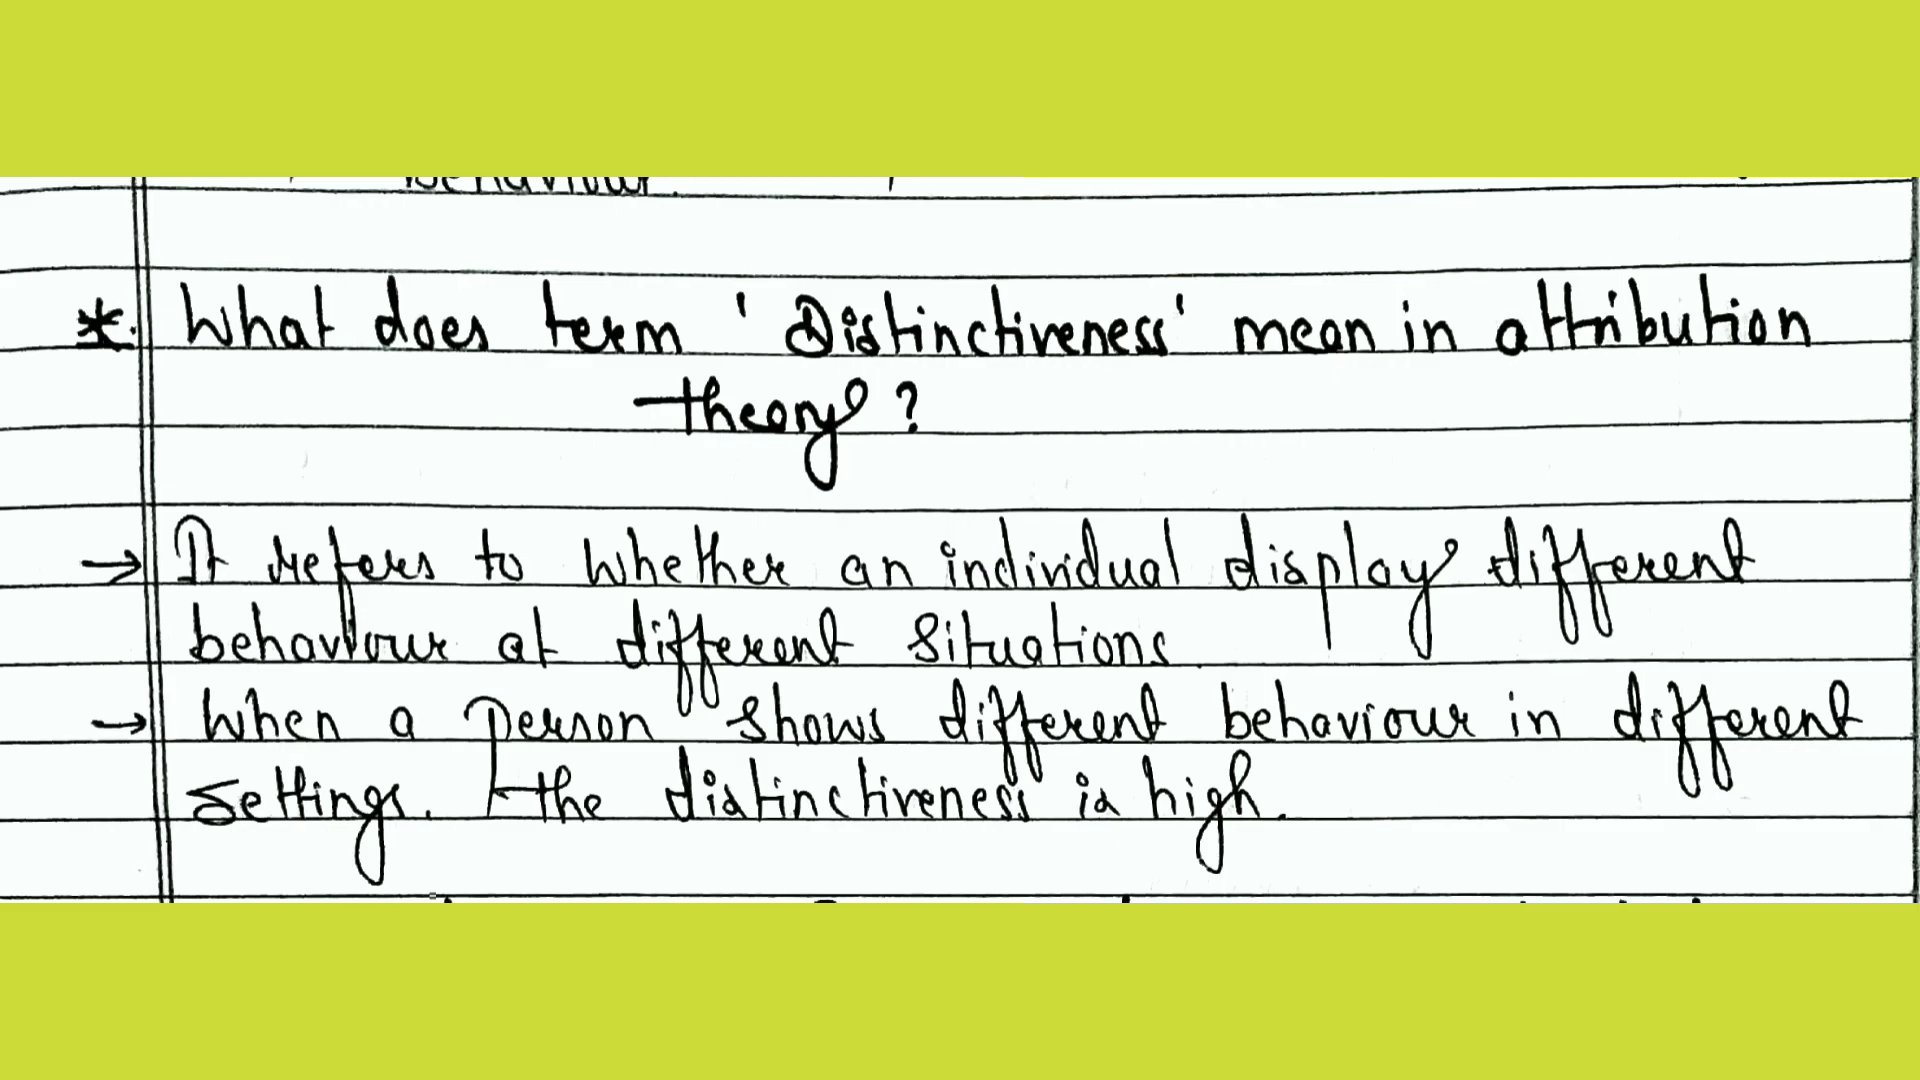 behaviour.
* What does term 'Distinctiveness' mean in attribution
theory?
→ It refers to whether an individual display different
behaviour at different situations.
→ When a person shows different behaviour in different
settings. the distinctiveness is high.